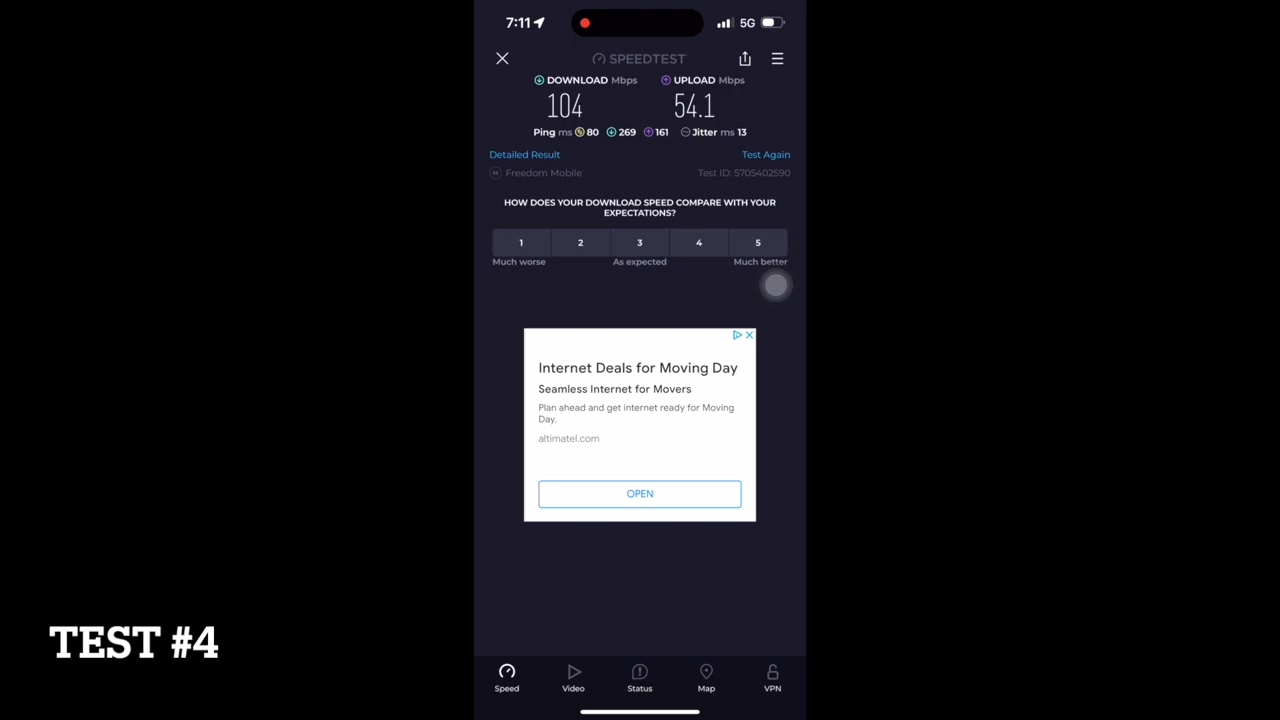 7:11 5G
SPEEDTEST
DOWNLOAD Mbps UPLOAD Mbps
104 54.1
Ping ms 80 269 161 Jitter ms 13
Detailed Result Test Again
Freedom Mobile Test ID: 5705402590
HOW DOES YOUR DOWNLOAD SPEED COMPARE WITH YOUR
EXPECTATIONS?
1 2 3 4 5
Much worse As expected Much better
Internet Deals for Moving Day
Seamless Internet for Movers
Plan ahead and get internet ready for Moving
Day.
altimatel.com
OPEN
TEST #4
Speed Video Status Map VPN